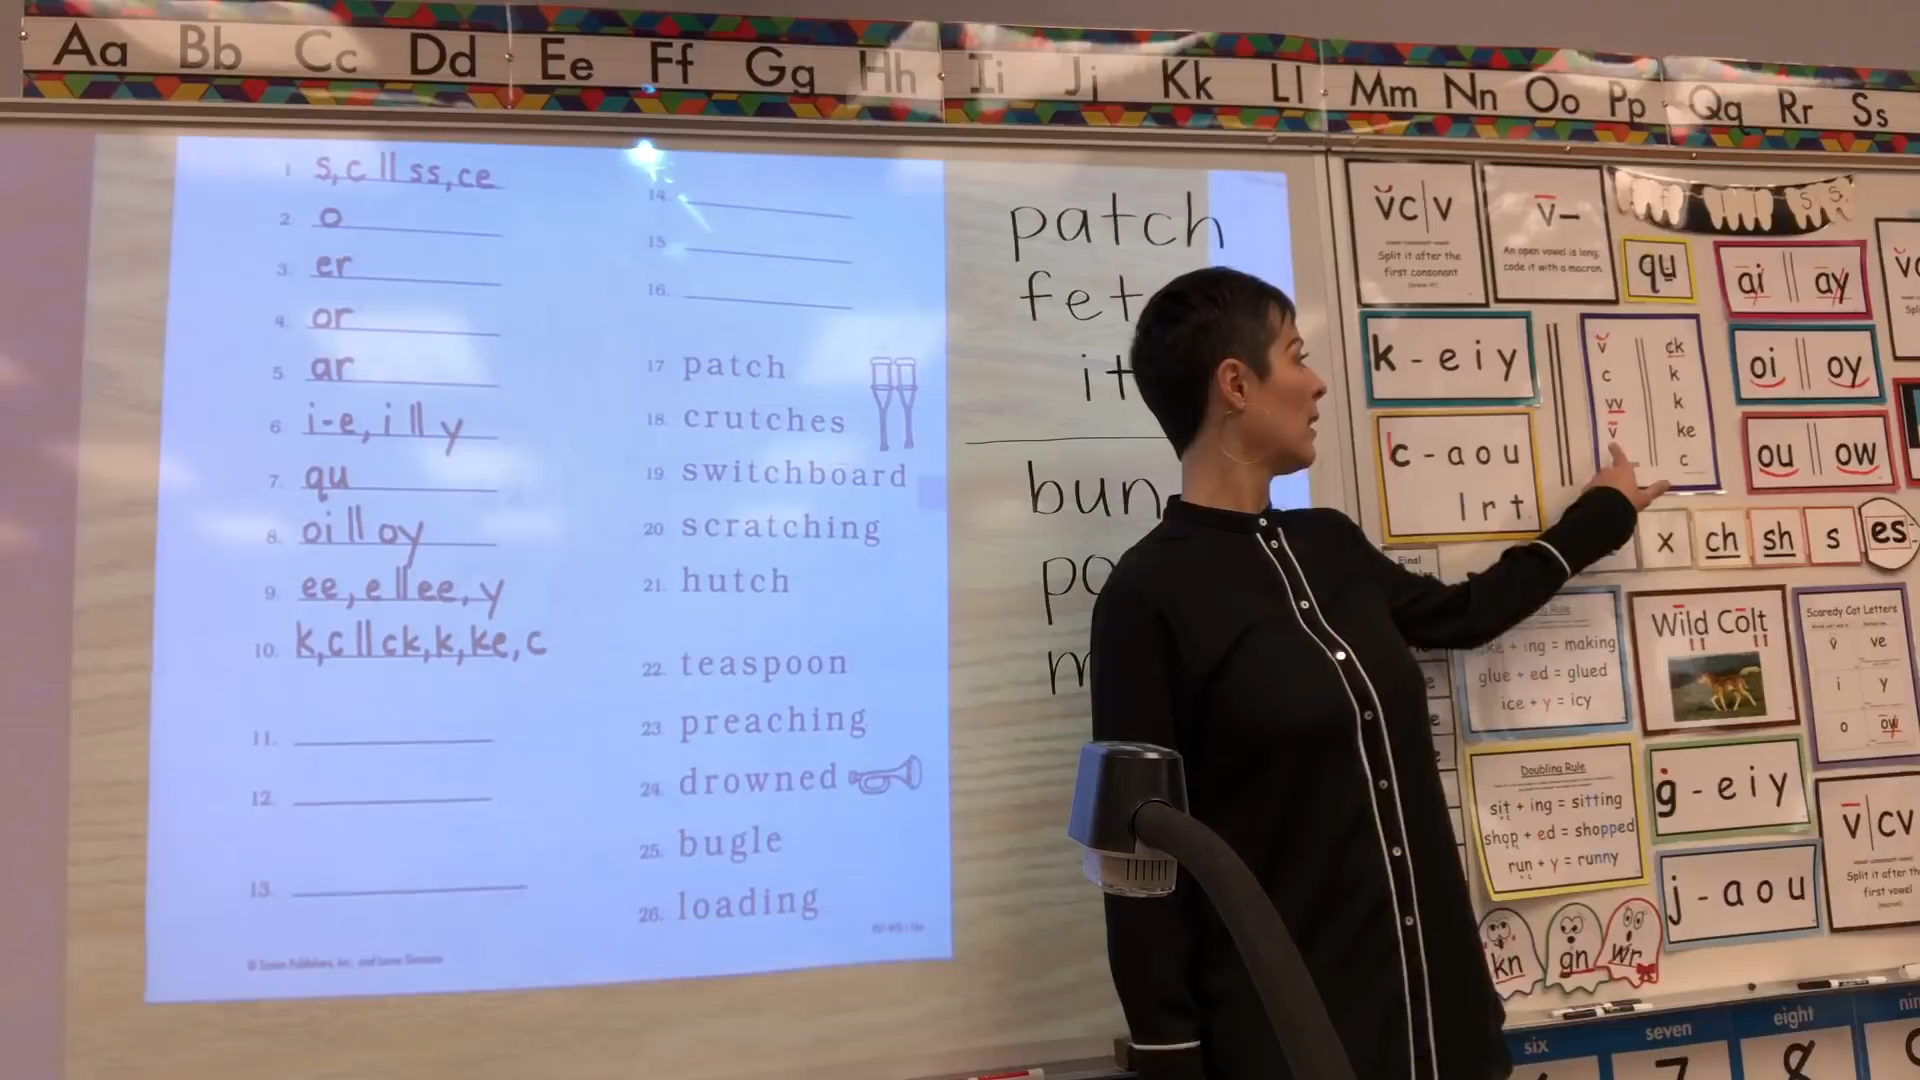 Aa Bb Cc Dd Ee Ff Gg Hh Ii Jj Kk Ll Mm Nn Oo Pp Qq Rr Ss
1 s, c || ss, ce
2. o
3. er
4. or
5. ar
6 i-e, i || y
7. qu
8. oi || oy
9. ee, e || ee, y
10. k, c || ck, k, ke, c
11.
12.
13.
14.
15
16.
17 patch
18. crutches
19 switchboard
20 scratching
21. hutch
22. teaspoon
23. preaching
24. drowned
25. bugle
26. loading
patch
fet
it
bun
po
m
v̆c|v
Split it after the
first consonant
v̄–
An open vowel is long,
code it with a macron.
qu
ai || ay
k - e i y
c - a o u
l r t
v̆ || ck
c k
vv k
v̄ ke
c
oi || oy
ou || ow
x ch sh s es
Final
+ ing = making
glue + ed = glued
ice + y = icy
Wild Colt
Scaredy Cat Letters
v̆ ve
i y
o ow
Doubling Rule
sit + ing = sitting
shop + ed = shopped
run + y = runny
g - e i y
j - a o u
v̄|cv
Split it after the
first vowel
kn gn wr
six seven eight
7 8